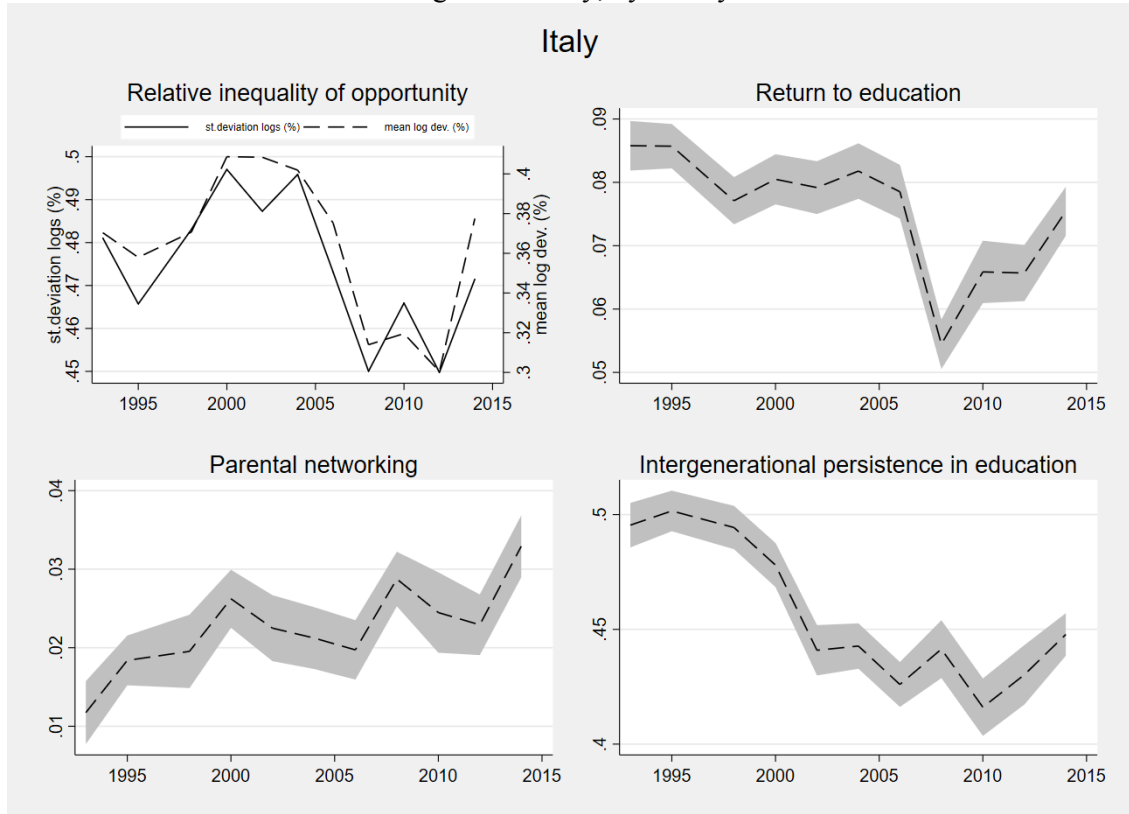 Italy
Relative inequality of opportunity
st.deviation logs (%) mean log dev. (%)
st.deviation logs (%)
.5
.49
.48
.47
.46
.45
mean log dev. (%)
.4
.38
.36
.34
.32
.3
1995 2000 2005 2010 2015
Return to education
.09
.08
.07
.06
.05
1995 2000 2005 2010 2015
Parental networking
.04
.03
.02
.01
1995 2000 2005 2010 2015
Intergenerational persistence in education
.5
.45
.4
1995 2000 2005 2010 2015